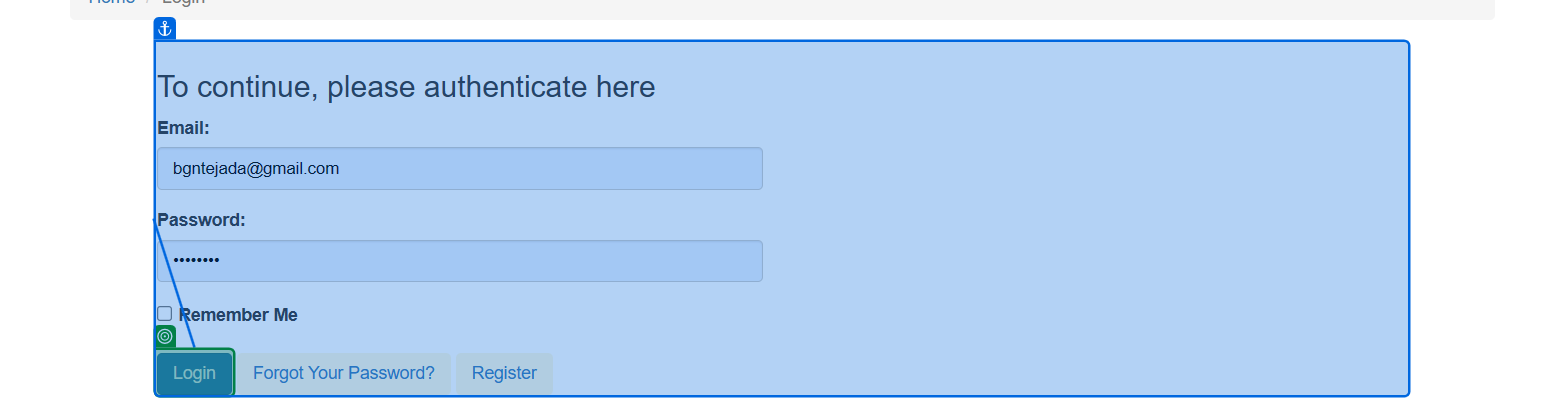 Home / Login
To continue, please authenticate here
Email:
bgntejada@gmail.com
Password:
••••••••
Remember Me
Login Forgot Your Password? Register